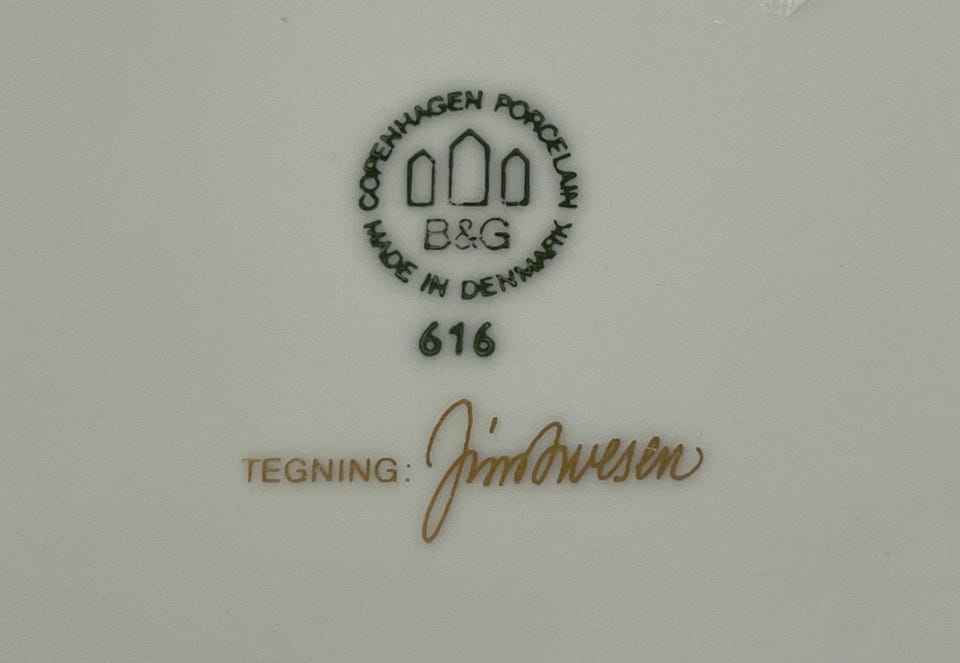 COPENHAGEN PORCELAIN
B&G
MADE IN DENMARK
616
TEGNING: